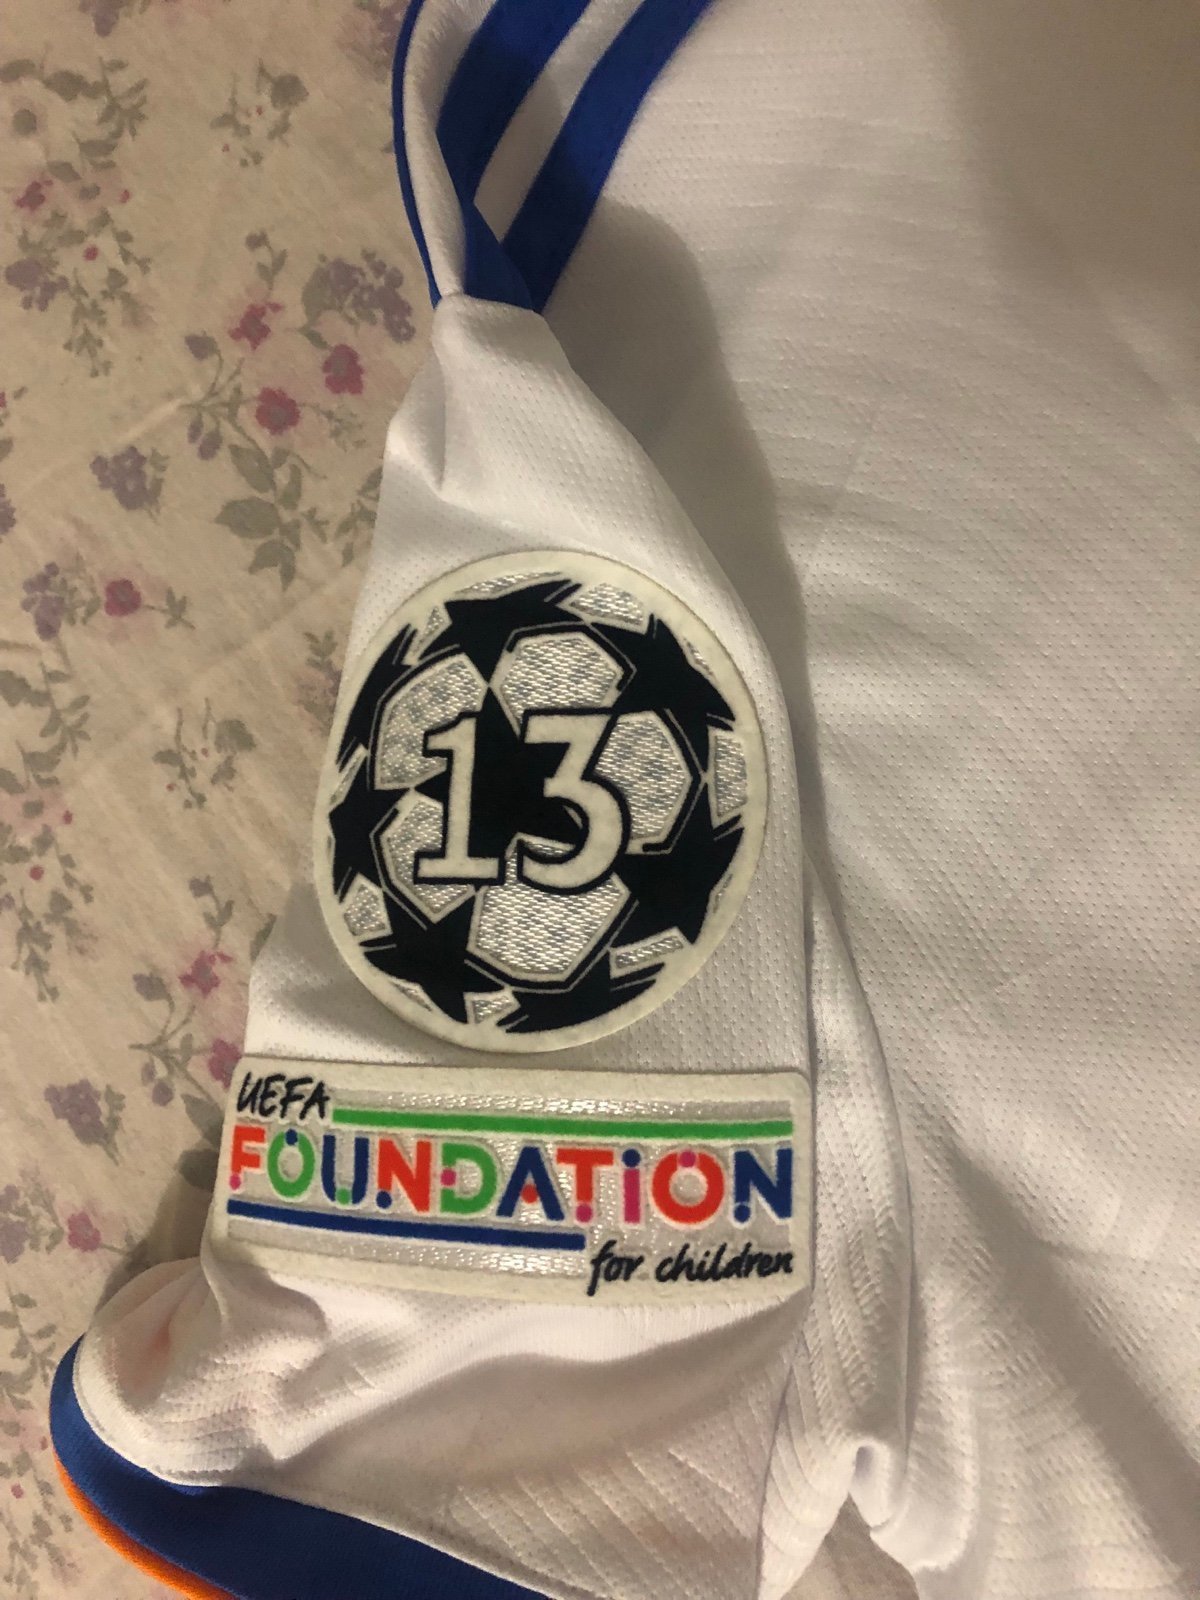 13
UEFA
FOUNDATION
for children